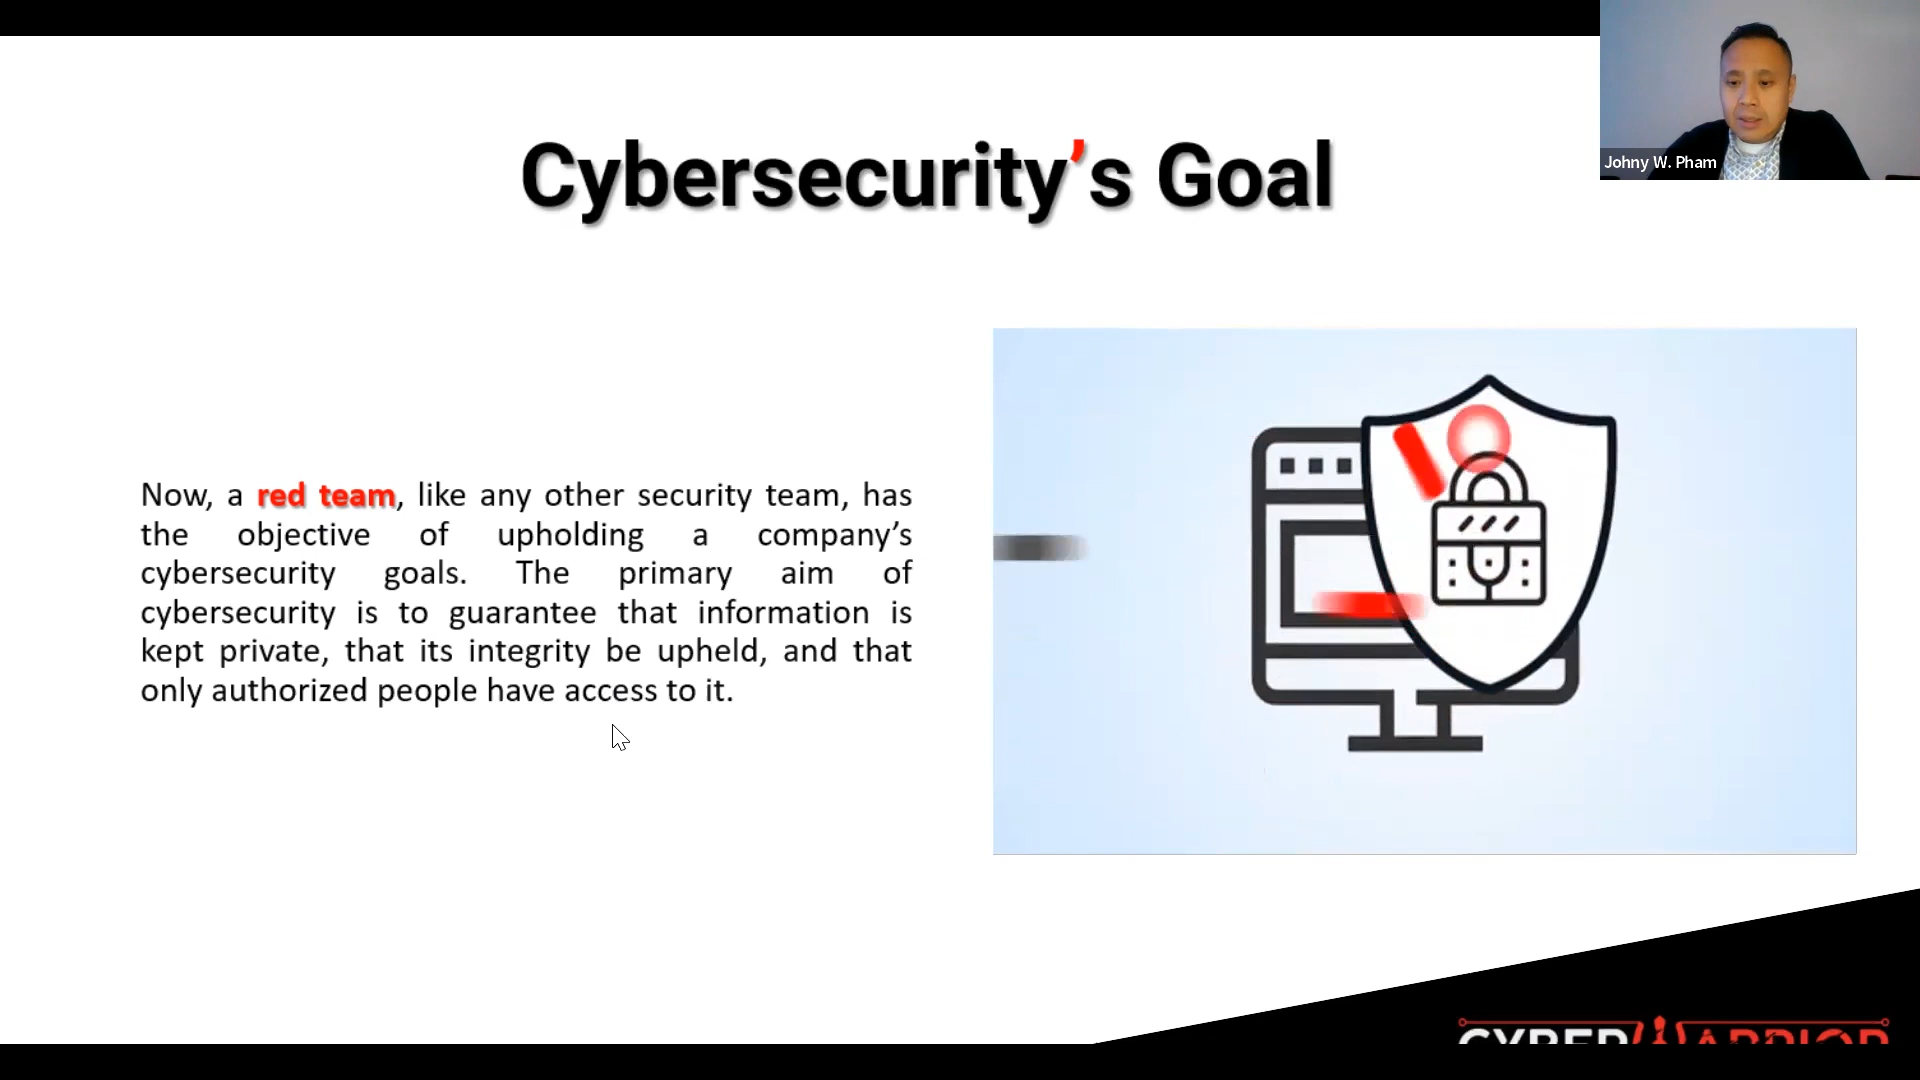 Johny W. Pham
Cybersecurity’s Goal
Now, a red team, like any other security team, has
the objective of upholding a company’s
cybersecurity goals. The primary aim of
cybersecurity is to guarantee that information is
kept private, that its integrity be upheld, and that
only authorized people have access to it.
CYBERWARRIOR